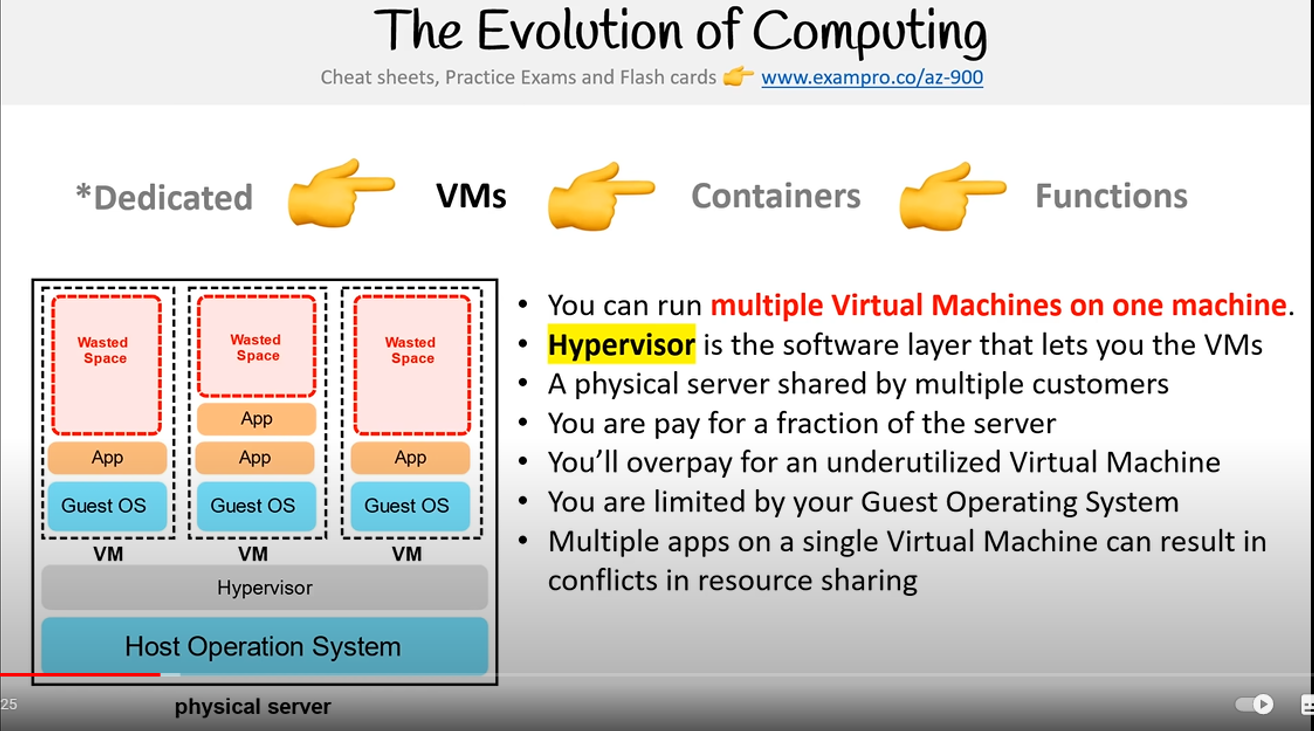 The Evolution of Computing
Cheat sheets, Practice Exams and Flash cards 👉 www.exampro.co/az-900
*Dedicated 👉 VMs 👉 Containers 👉 Functions
Wasted Space
App
Guest OS
VM
Wasted Space
App
App
Guest OS
VM
Wasted Space
App
Guest OS
VM
Hypervisor
Host Operation System
physical server
• You can run multiple Virtual Machines on one machine.
• Hypervisor is the software layer that lets you the VMs
• A physical server shared by multiple customers
• You are pay for a fraction of the server
• You’ll overpay for an underutilized Virtual Machine
• You are limited by your Guest Operating System
• Multiple apps on a single Virtual Machine can result in
conflicts in resource sharing
25